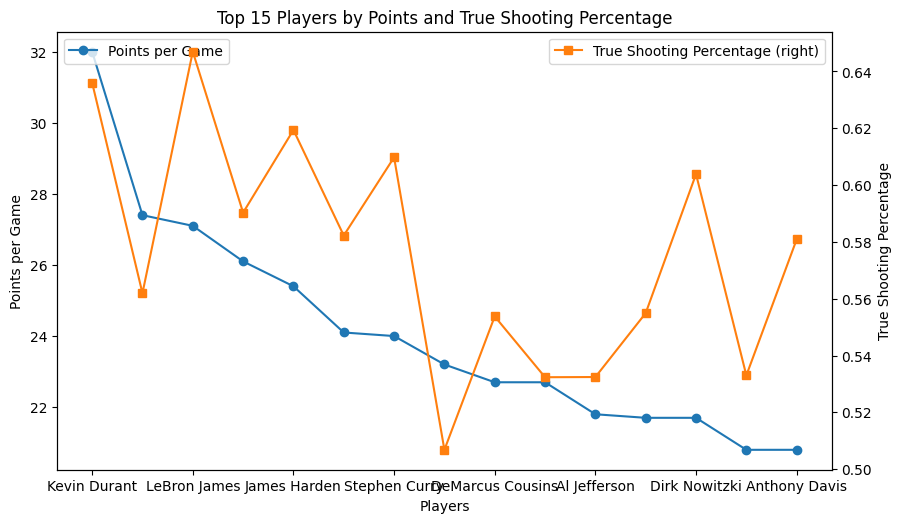 Top 15 Players by Points and True Shooting Percentage
Points per Game
True Shooting Percentage (right)
32
30
28
26
24
22
Points per Game
0.64
0.62
0.60
0.58
0.56
0.54
0.52
0.50
True Shooting Percentage
Kevin Durant LeBron James James Harden Stephen Curry DeMarcus Cousins Al Jefferson Dirk Nowitzki Anthony Davis
Players